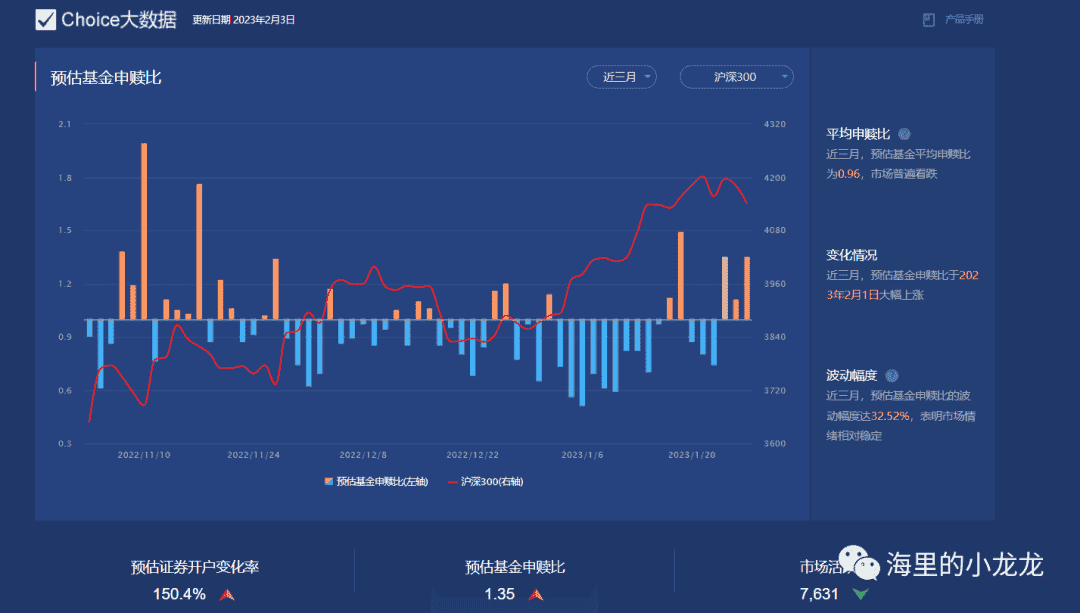 Choice大数据 更新日期 2023年2月3日
产品手册
预估基金申赎比
近三月
沪深300
2.1
1.8
1.5
1.2
0.9
0.6
0.3
4320
4200
4080
3960
3840
3720
3600
2022/11/10 2022/11/24 2022/12/8 2022/12/22 2023/1/6 2023/1/20
预估基金申赎比(左轴) 沪深300(右轴)
平均申赎比
近三月，预估基金平均申赎比
为0.96，市场普遍看跌
变化情况
近三月，预估基金申赎比于202
3年2月1日大幅上涨
波动幅度
近三月，预估基金申赎比的波
动幅度达32.52%，表明市场情
绪相对稳定
预估证券开户变化率
150.4%
预估基金申赎比
1.35
市场活
7,631
海里的小龙龙